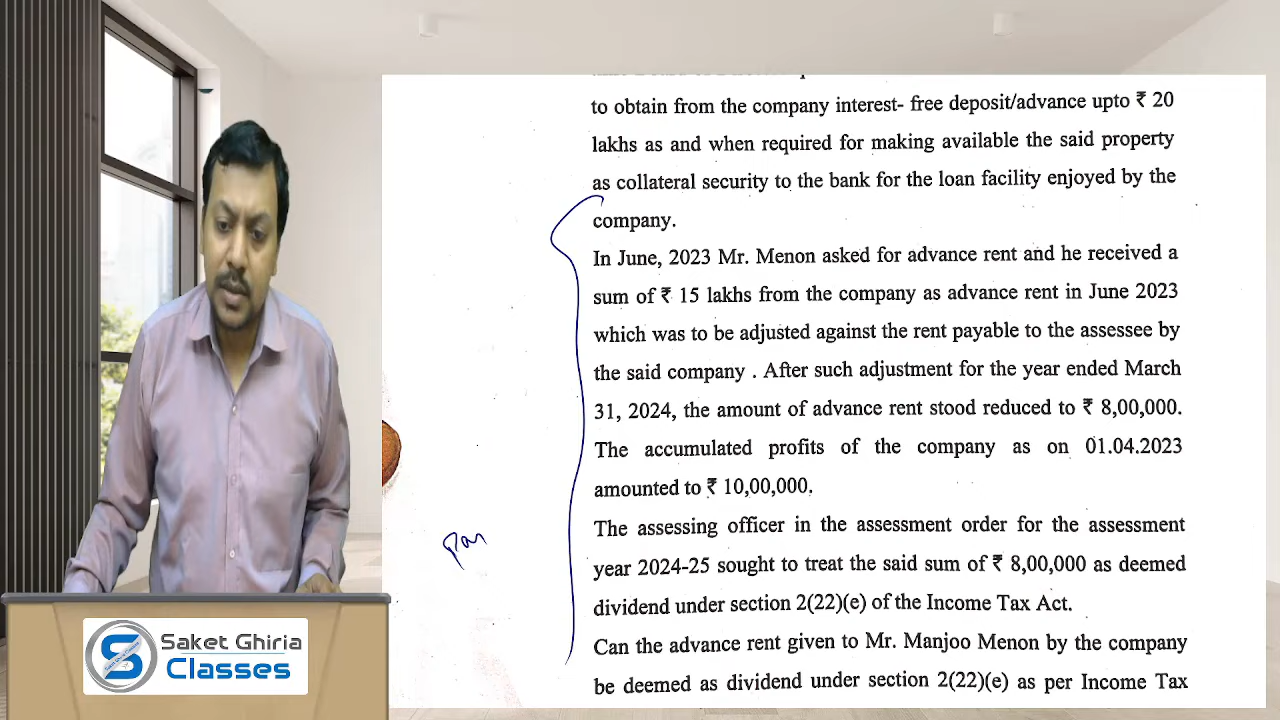 to obtain from the company interest- free deposit/advance upto ₹ 20
lakhs as and when required for making available the said property
as collateral security to the bank for the loan facility enjoyed by the
company.
In June, 2023 Mr. Menon asked for advance rent and he received a
sum of ₹ 15 lakhs from the company as advance rent in June 2023
which was to be adjusted against the rent payable to the assessee by
the said company . After such adjustment for the year ended March
31, 2024, the amount of advance rent stood reduced to ₹ 8,00,000.
The accumulated profits of the company as on 01.04.2023
amounted to ₹ 10,00,000.
The assessing officer in the assessment order for the assessment
year 2024-25 sought to treat the said sum of ₹ 8,00,000 as deemed
dividend under section 2(22)(e) of the Income Tax Act.
Can the advance rent given to Mr. Manjoo Menon by the company
be deemed as dividend under section 2(22)(e) as per Income Tax
S
Saket Ghiria
Classes